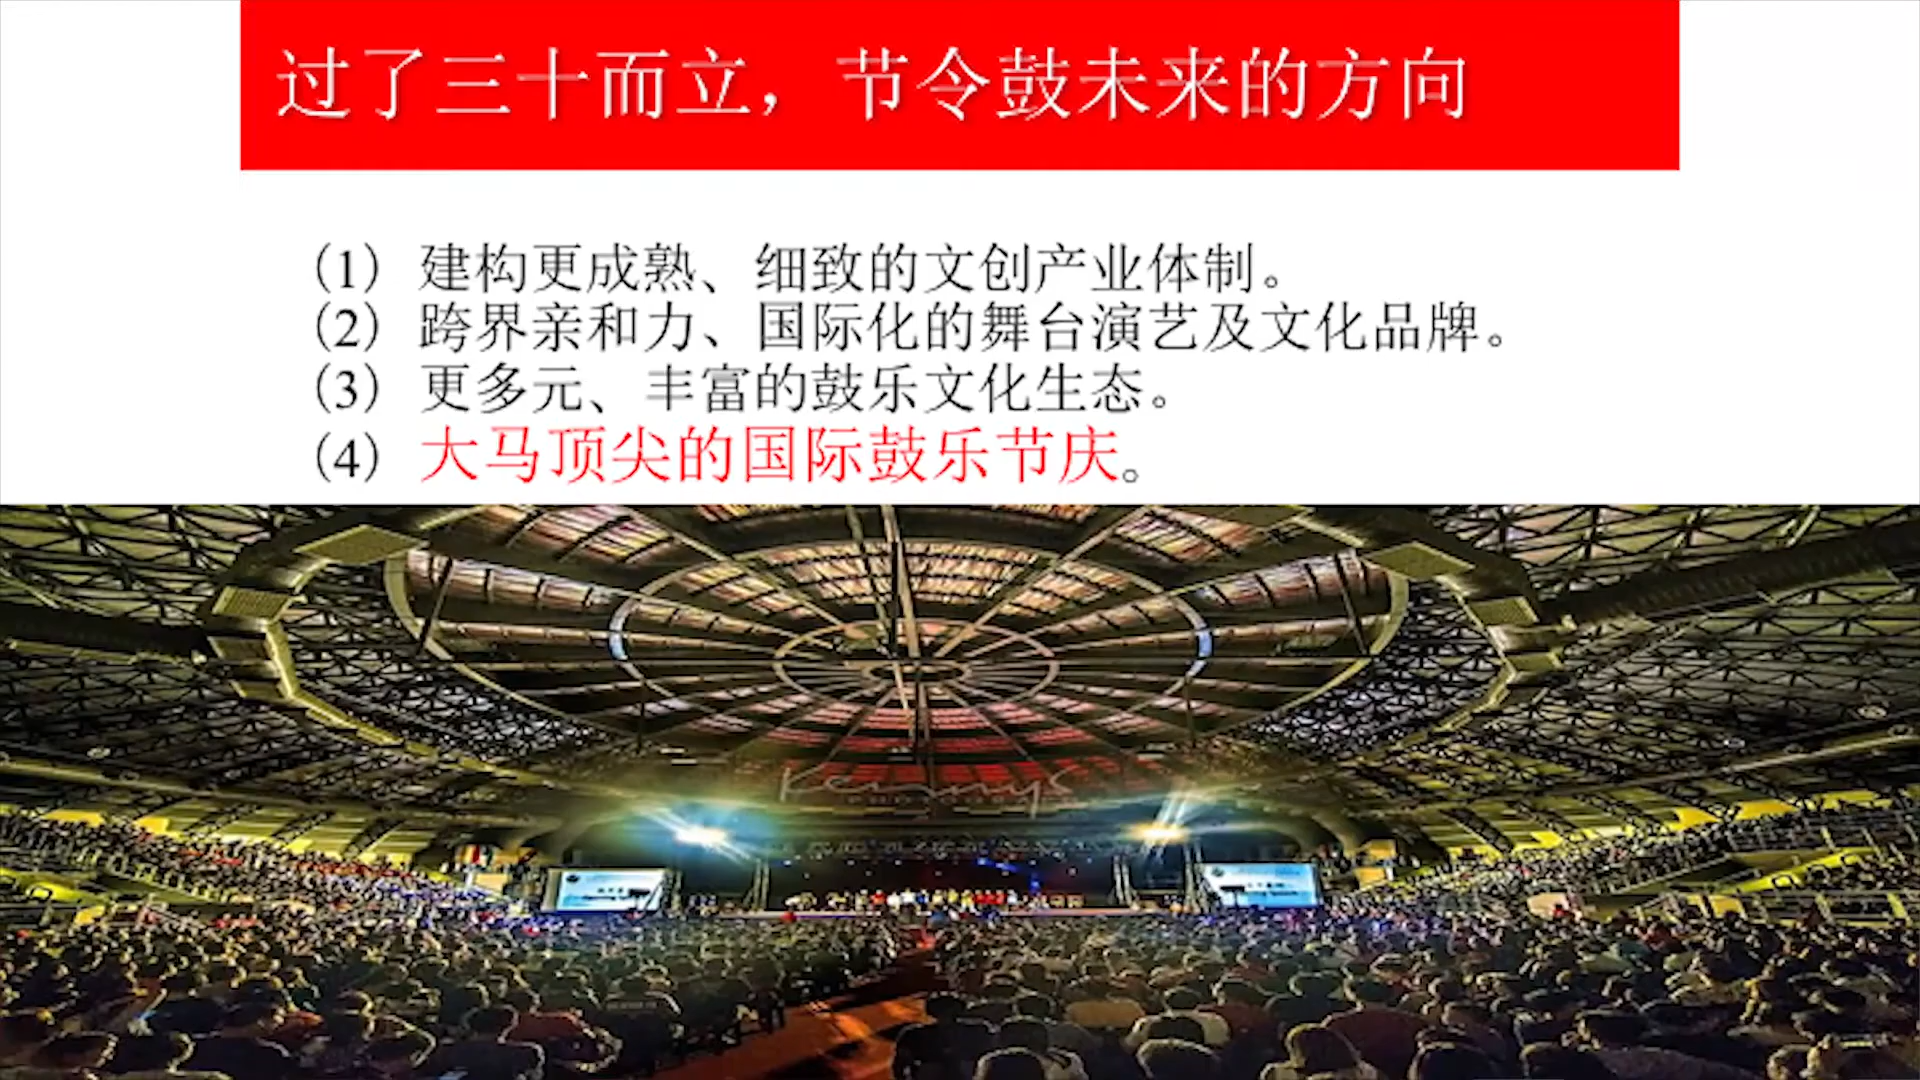 过了三十而立，节令鼓未来的方向
（1）建构更成熟、细致的文创产业体制。
（2）跨界亲和力、国际化的舞台演艺及文化品牌。
（3）更多元、丰富的鼓乐文化生态。
（4）大马顶尖的国际鼓乐节庆。
Kennys